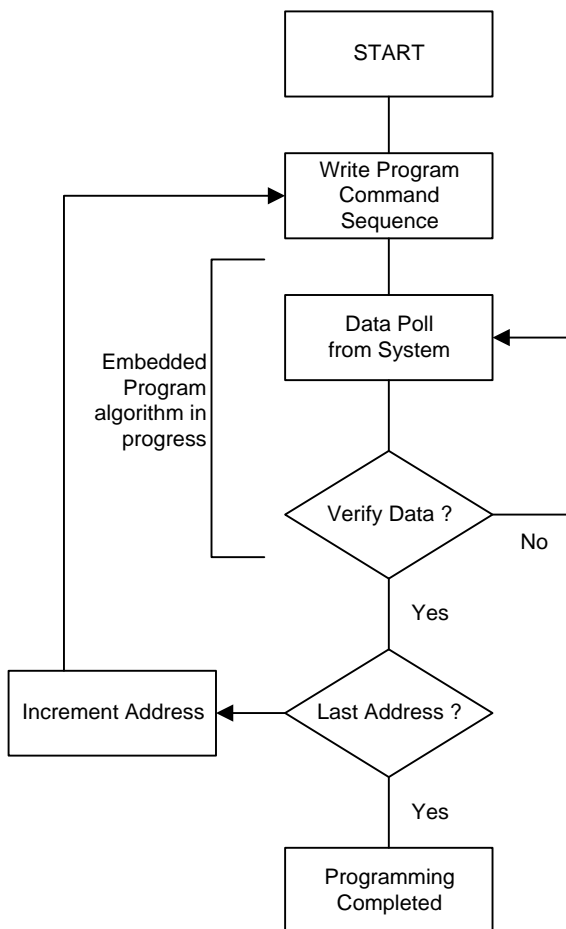 START
Write Program
Command
Sequence
Data Poll
from System
Embedded
Program
algorithm in
progress
Verify Data ?
No
Yes
Increment Address
Last Address ?
Yes
Programming
Completed